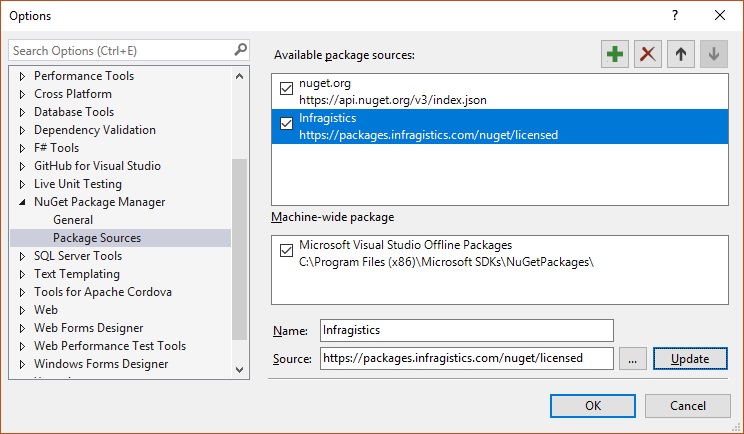 Options
?
Search Options (Ctrl+E)
Performance Tools
Cross Platform
Database Tools
Dependency Validation
F# Tools
GitHub for Visual Studio
Live Unit Testing
NuGet Package Manager
General
Package Sources
SQL Server Tools
Text Templating
Tools for Apache Cordova
Web
Web Forms Designer
Web Performance Test Tools
Windows Forms Designer
Available package sources:
nuget.org
https://api.nuget.org/v3/index.json
Infragistics
https://packages.infragistics.com/nuget/licensed
Machine-wide package
Microsoft Visual Studio Offline Packages
C:\Program Files (x86)\Microsoft SDKs\NuGetPackages\
Name: Infragistics
Source: https://packages.infragistics.com/nuget/licensed ... Update
OK Cancel